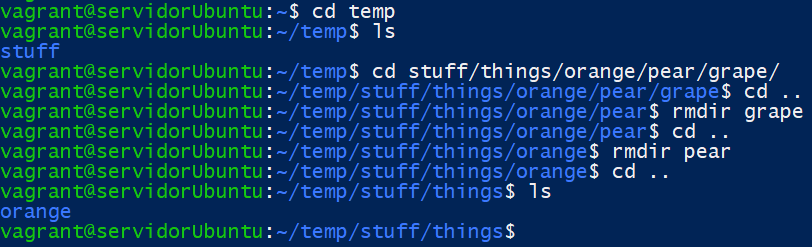 vagrant@servidorUbuntu:~$ cd temp
vagrant@servidorUbuntu:~/temp$ ls
stuff
vagrant@servidorUbuntu:~/temp$ cd stuff/things/orange/pear/grape/
vagrant@servidorUbuntu:~/temp/stuff/things/orange/pear/grape$ cd ..
vagrant@servidorUbuntu:~/temp/stuff/things/orange/pear$ rmdir grape
vagrant@servidorUbuntu:~/temp/stuff/things/orange/pear$ cd ..
vagrant@servidorUbuntu:~/temp/stuff/things/orange$ rmdir pear
vagrant@servidorUbuntu:~/temp/stuff/things/orange$ cd ..
vagrant@servidorUbuntu:~/temp/stuff/things$ ls
orange
vagrant@servidorUbuntu:~/temp/stuff/things$